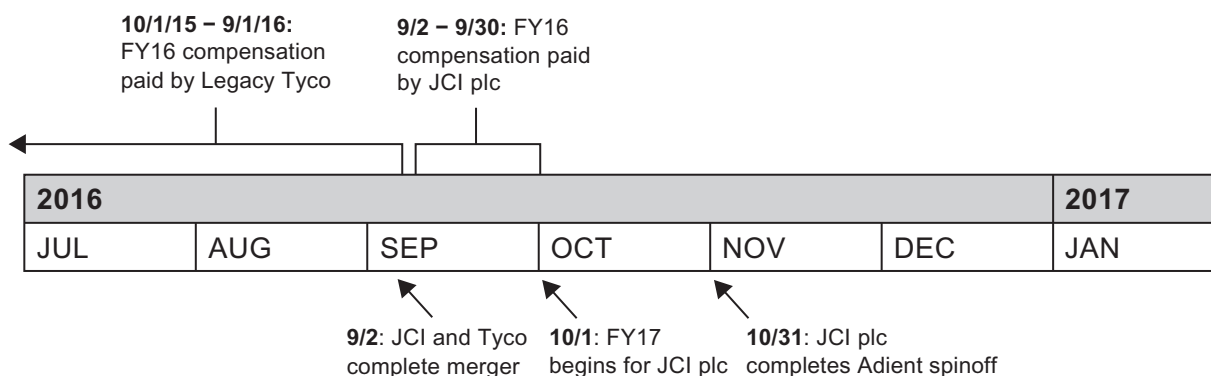 10/1/15 – 9/1/16:
FY16 compensation
paid by Legacy Tyco
9/2 – 9/30: FY16
compensation paid
by JCI plc
2016
2017
JUL
AUG
SEP
OCT
NOV
DEC
JAN
9/2: JCI and Tyco
complete merger
10/1: FY17
begins for JCI plc
10/31: JCI plc
completes Adient spinoff